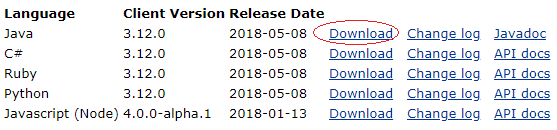 Language Client Version Release Date
Java 3.12.0 2018-05-08 Download Change log Javadoc
C# 3.12.0 2018-05-08 Download Change log API docs
Ruby 3.12.0 2018-05-08 Download Change log API docs
Python 3.12.0 2018-05-08 Download Change log API docs
Javascript (Node) 4.0.0-alpha.1 2018-01-13 Download Change log API docs